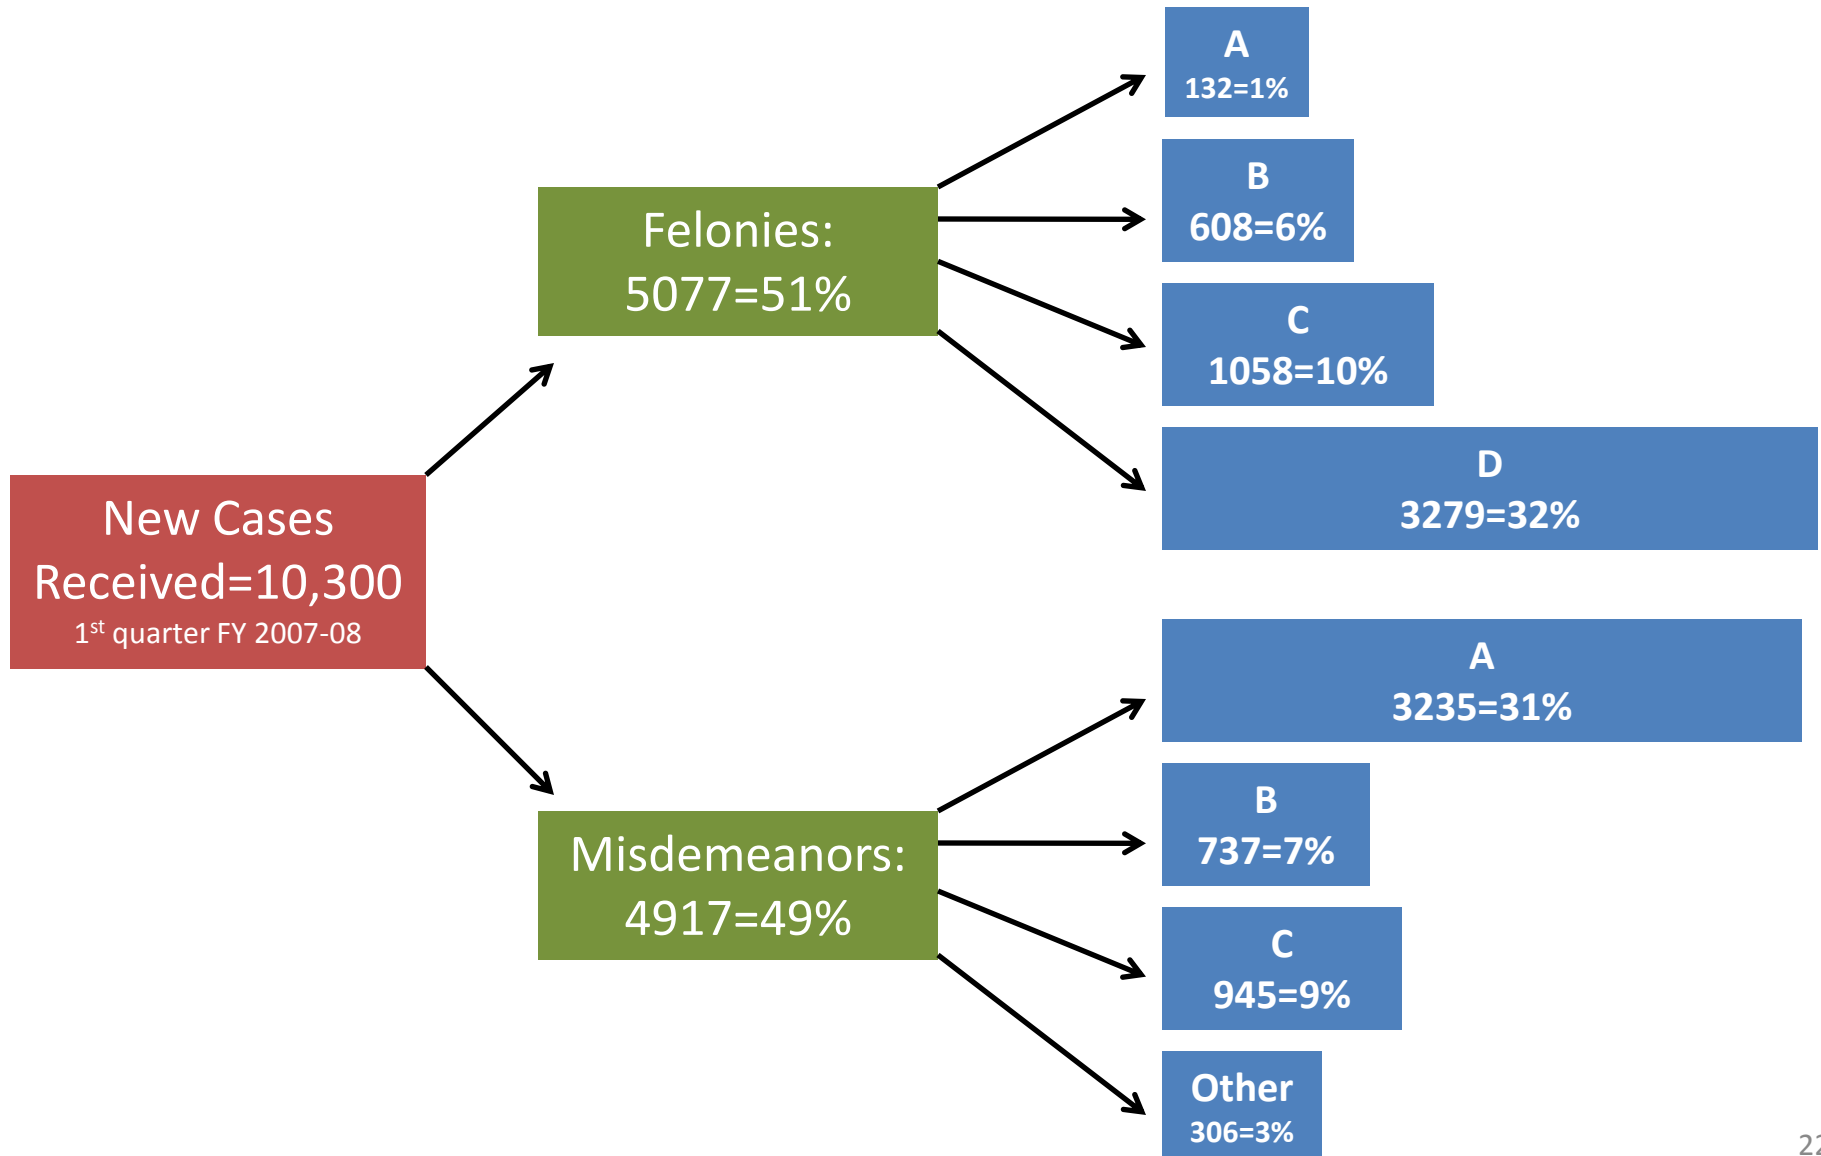 New Cases
Received=10,300
1st quarter FY 2007-08
Felonies:
5077=51%
A
132=1%
B
608=6%
C
1058=10%
D
3279=32%
Misdemeanors:
4917=49%
A
3235=31%
B
737=7%
C
945=9%
Other
306=3%
22